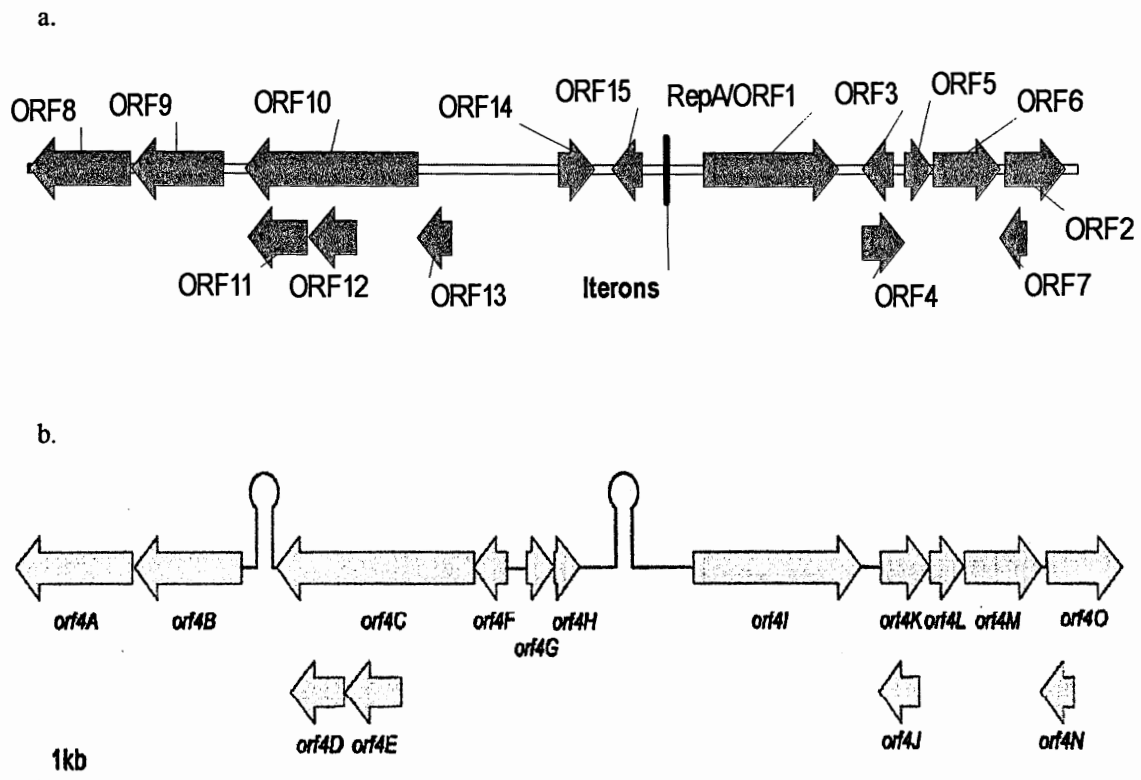 a.
ORF8 ORF9 ORF10 ORF14 ORF15 RepA/ORF1 ORF3 ORF5 ORF6
ORF11 ORF12 ORF13 Iterons ORF4 ORF7 ORF2
b.
orf4A orf4B orf4C orf4F orf4G orf4H orf4I orf4K orf4L orf4M orf4O
orf4D orf4E orf4J orf4N
1kb